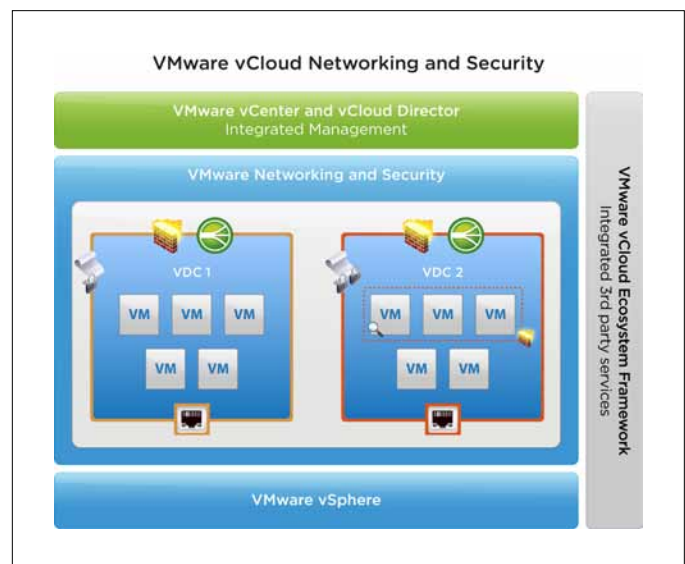 VMware vCloud Networking and Security
VMware vCenter and vCloud Director
Integrated Management
VMware Networking and Security
VDC 1
VM VM VM
VM VM
VDC 2
VM VM VM
VM VM
VMware vSphere
VMware vCloud Ecosystem Framework
Integrated 3rd party services